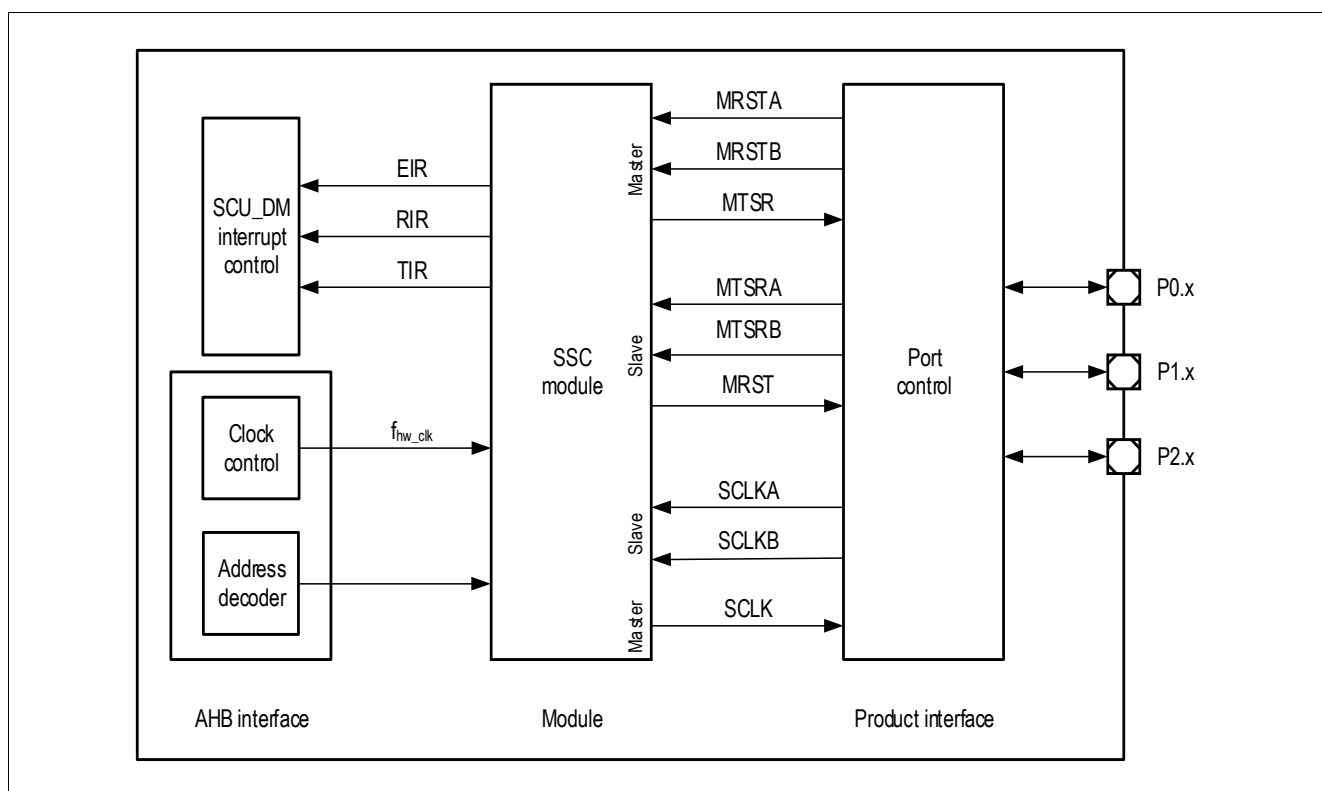 SCU_DM
interrupt
control
EIR
RIR
TIR
Clock
control
fhw_clk
Address
decoder
SSC
module
Master
Slave
Slave
Master
MRSTA
MRSTB
MTSR
MTSRA
MTSRB
MRST
SCLKA
SCLKB
SCLK
Port
control
P0.x
P1.x
P2.x
AHB interface
Module
Product interface